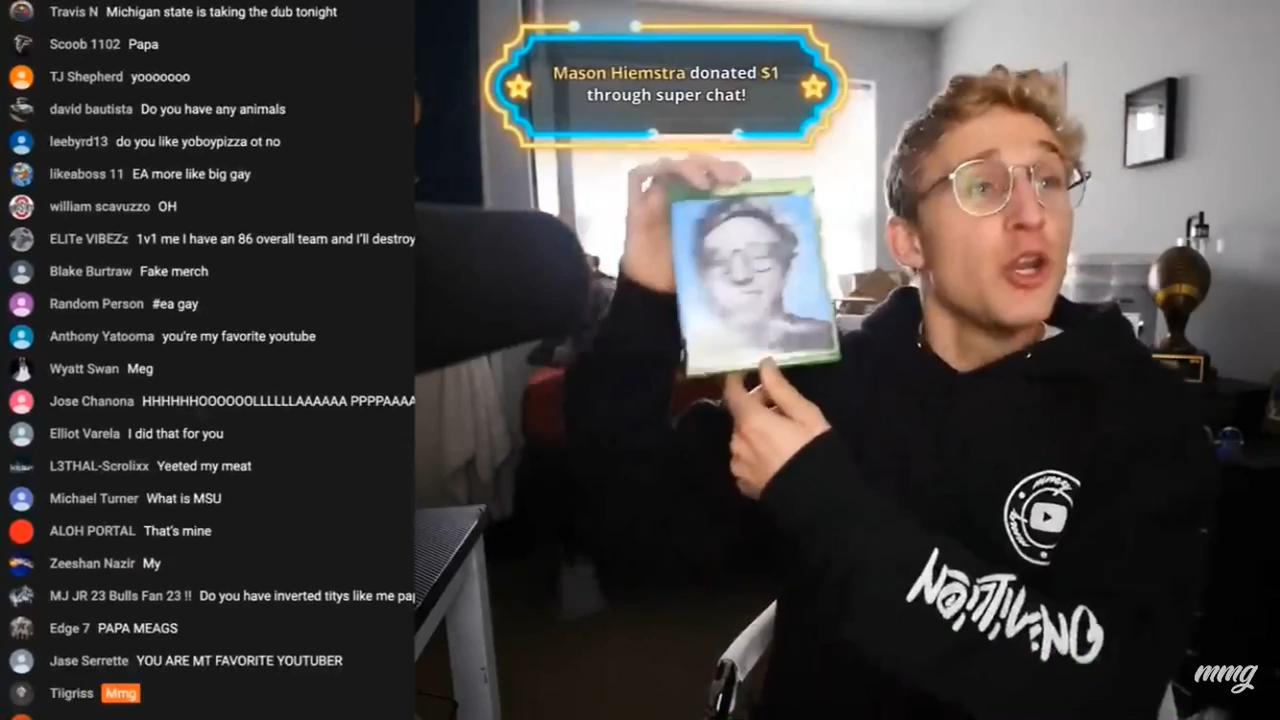 Travis N Michigan state is taking the dub tonight
Scoob 1102 Papa
TJ Shepherd yooooooo
david bautista Do you have any animals
leebyrd13 do you like yoboypizza ot no
likeaboss 11 EA more like big gay
william scavuzzo OH
ELITe VIBEZz 1v1 me I have an 86 overall team and I'll destroy
Blake Burtraw Fake merch
Random Person #ea gay
Anthony Yatooma you're my favorite youtube
Wyatt Swan Meg
Jose Chanona HHHHHHOOOOOOLLLLLLAAAAAA PPPPAAAA
Elliot Varela I did that for you
L3THAL-Scrolixx Yeeted my meat
Michael Turner What is MSU
ALOH PORTAL That's mine
Zeeshan Nazir My
MJ JR 23 Bulls Fan 23 !! Do you have inverted titys like me pap
Edge 7 PAPA MEAGS
Jase Serrette YOU ARE MT FAVORITE YOUTUBER
Tiigriss Mmg
Mason Hiemstra donated $1
through super chat!
mmg
mmg